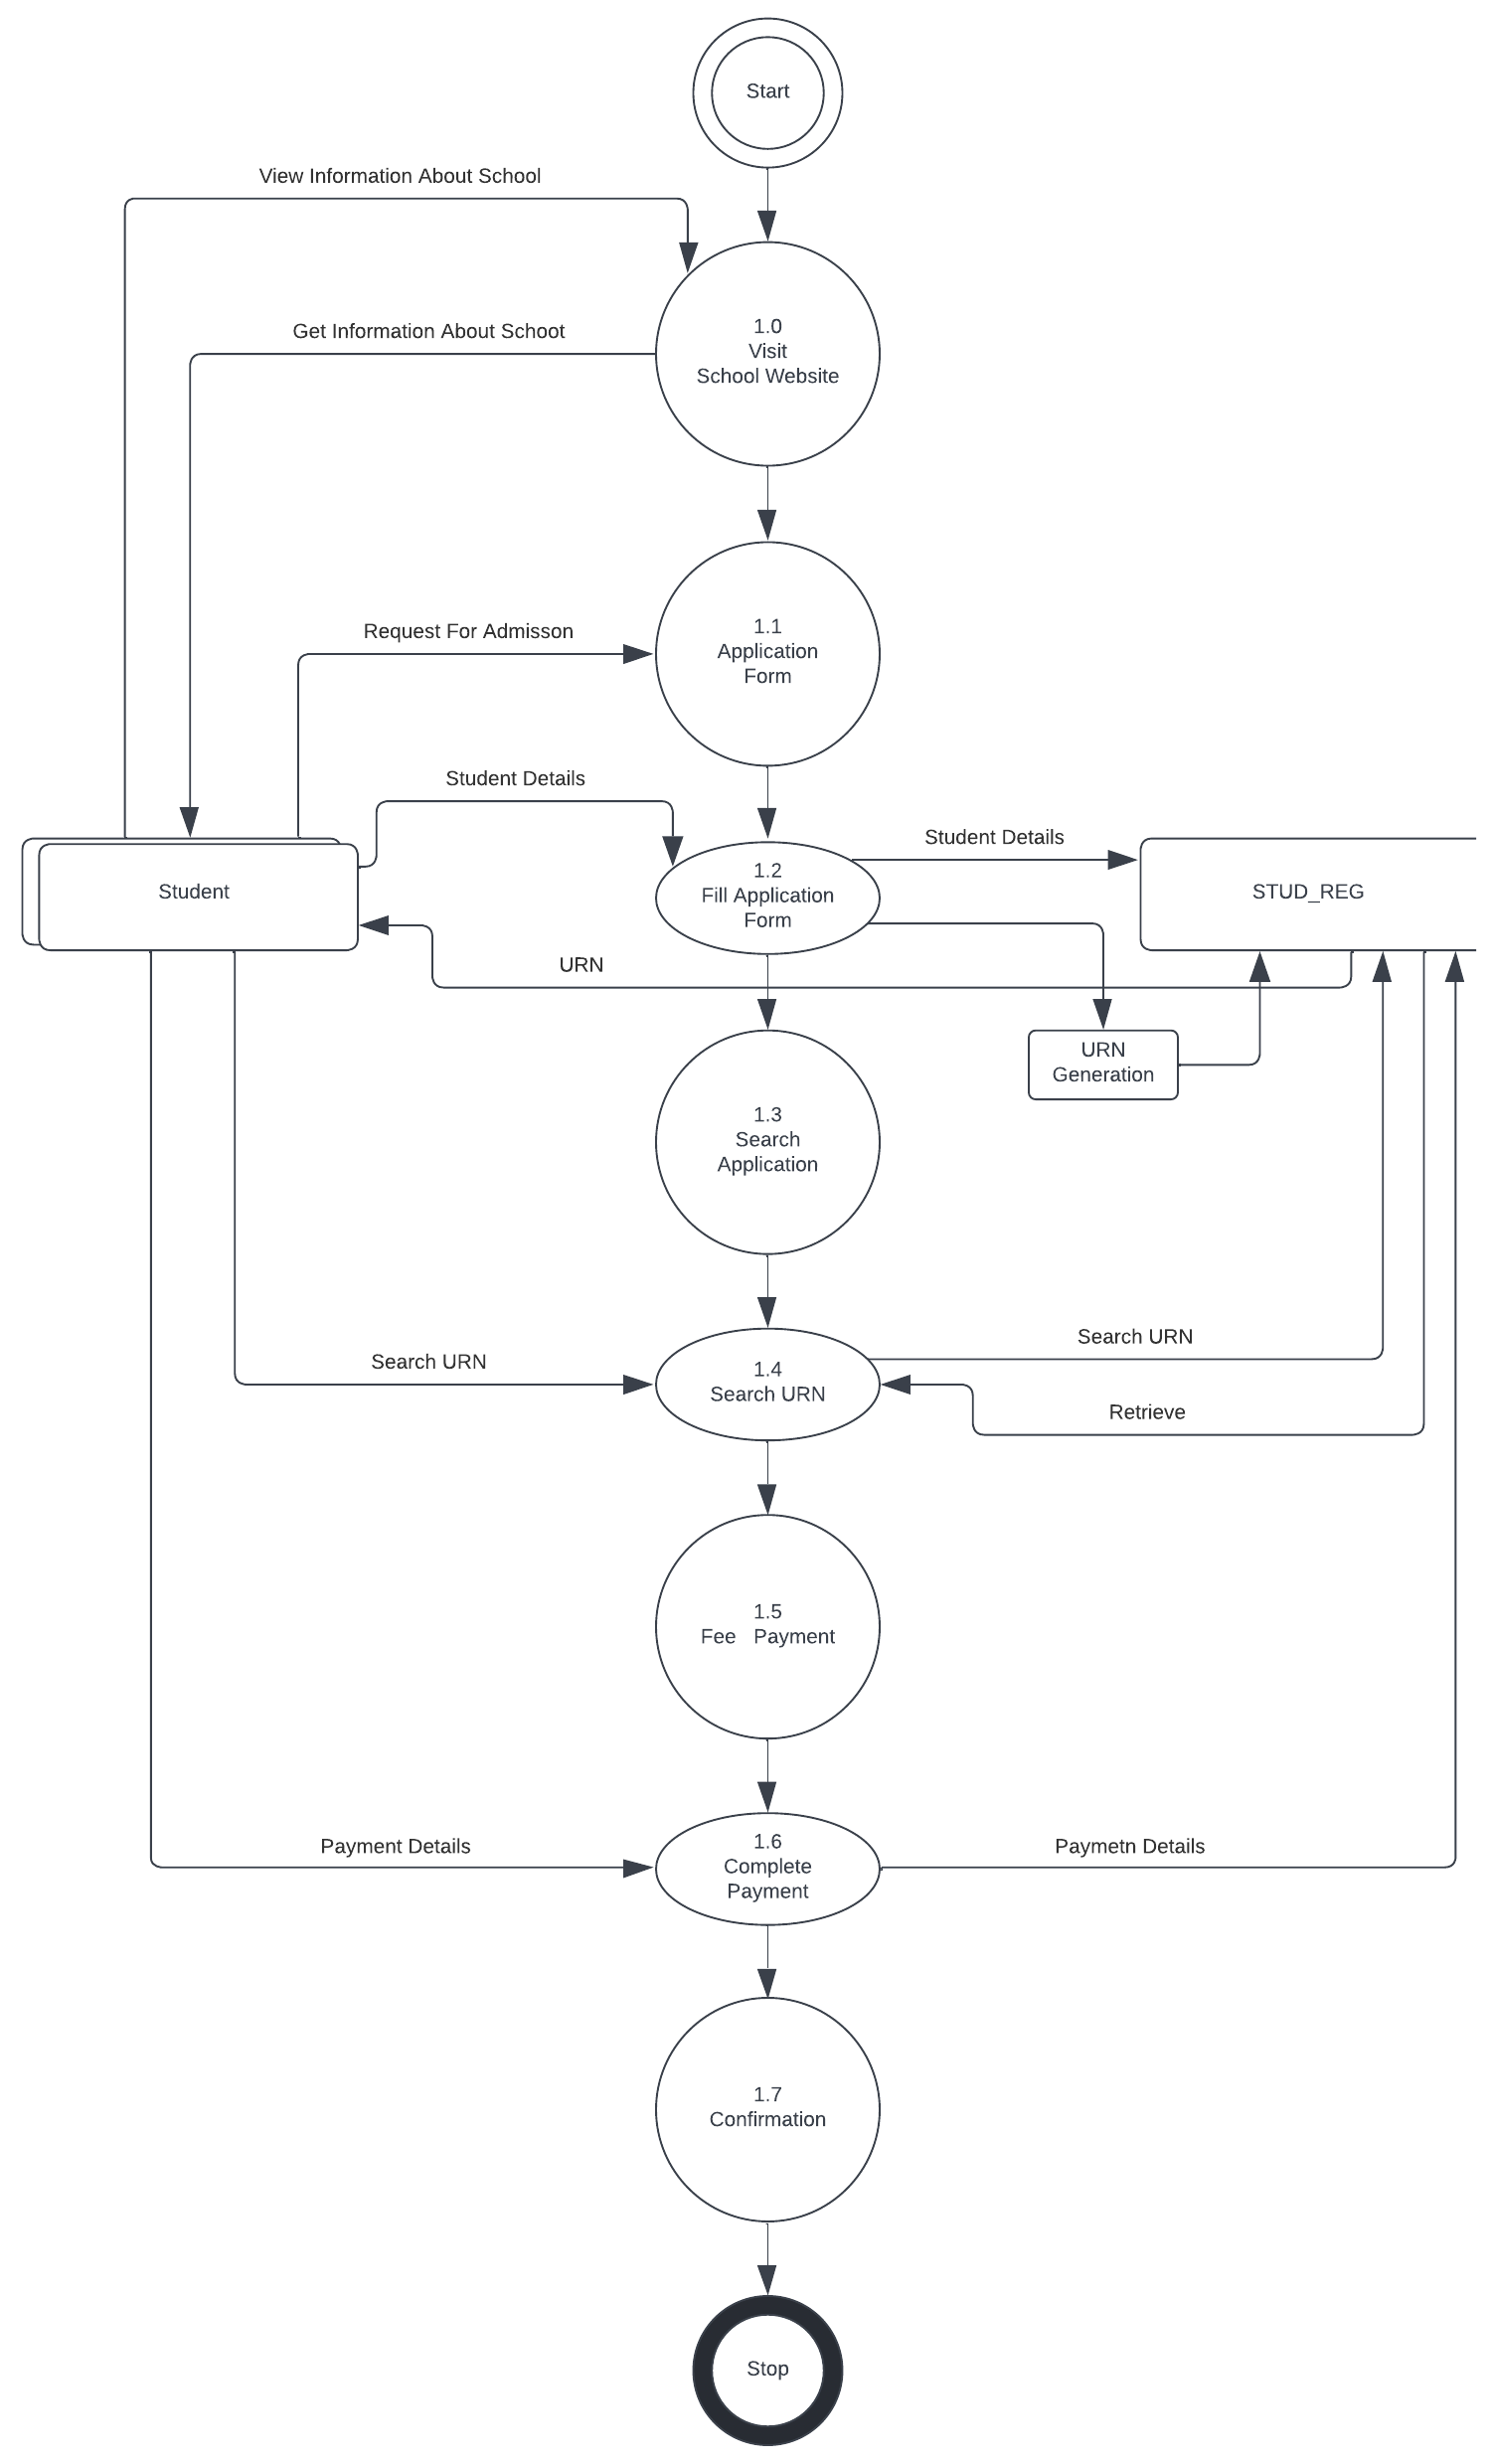 Start
View Information About School
1.0
Visit
School Website
Get Information About Schoot
1.1
Application
Form
Request For Admisson
Student Details
Student
1.2
Fill Application
Form
Student Details
STUD_REG
URN
URN
Generation
1.3
Search
Application
Search URN
1.4
Search URN
Search URN
Retrieve
1.5
Fee   Payment
Payment Details
1.6
Complete
Payment
Paymetn Details
1.7
Confirmation
Stop